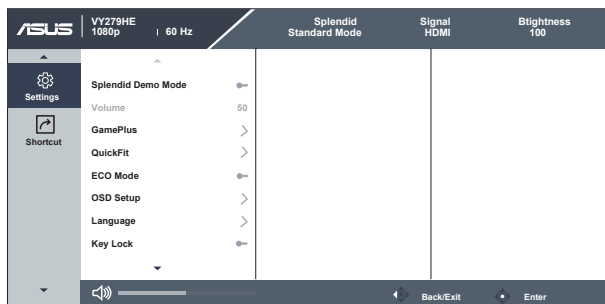 ASUS
VY279HE
1080p 60 Hz
Splendid
Standard Mode
Signal
HDMI
Btightness
100
Settings
Shortcut
Splendid Demo Mode
Volume 50
GamePlus
QuickFit
ECO Mode
OSD Setup
Language
Key Lock
Back/Exit
Enter